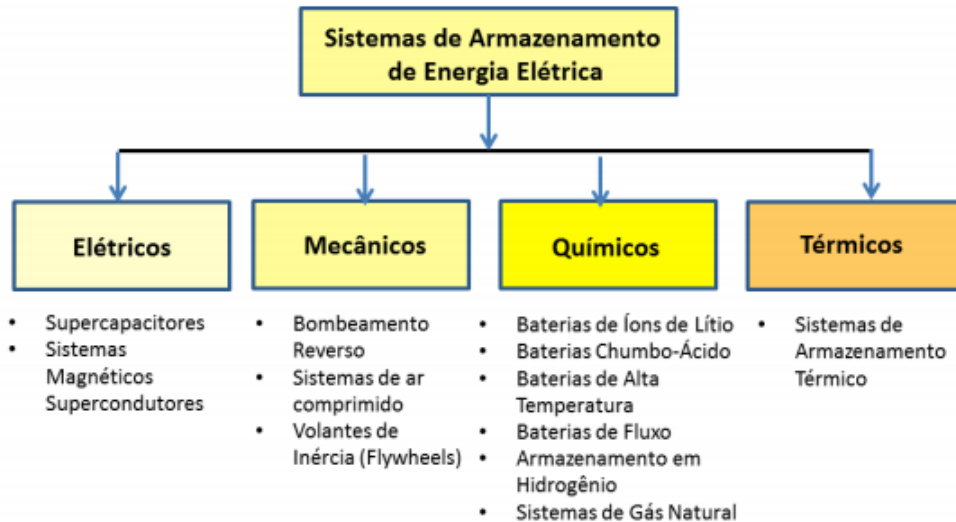 Sistemas de Armazenamento
de Energia Elétrica
Elétricos
Mecânicos
Químicos
Térmicos
• Supercapacitores
• Sistemas
Magnéticos
Supercondutores
• Bombeamento
Reverso
• Sistemas de ar
comprimido
• Volantes de
Inércia (Flywheels)
• Baterias de Íons de Lítio
• Baterias Chumbo-Ácido
• Baterias de Alta
Temperatura
• Baterias de Fluxo
• Armazenamento em
Hidrogênio
• Sistemas de Gás Natural
• Sistemas de
Armazenamento
Térmico